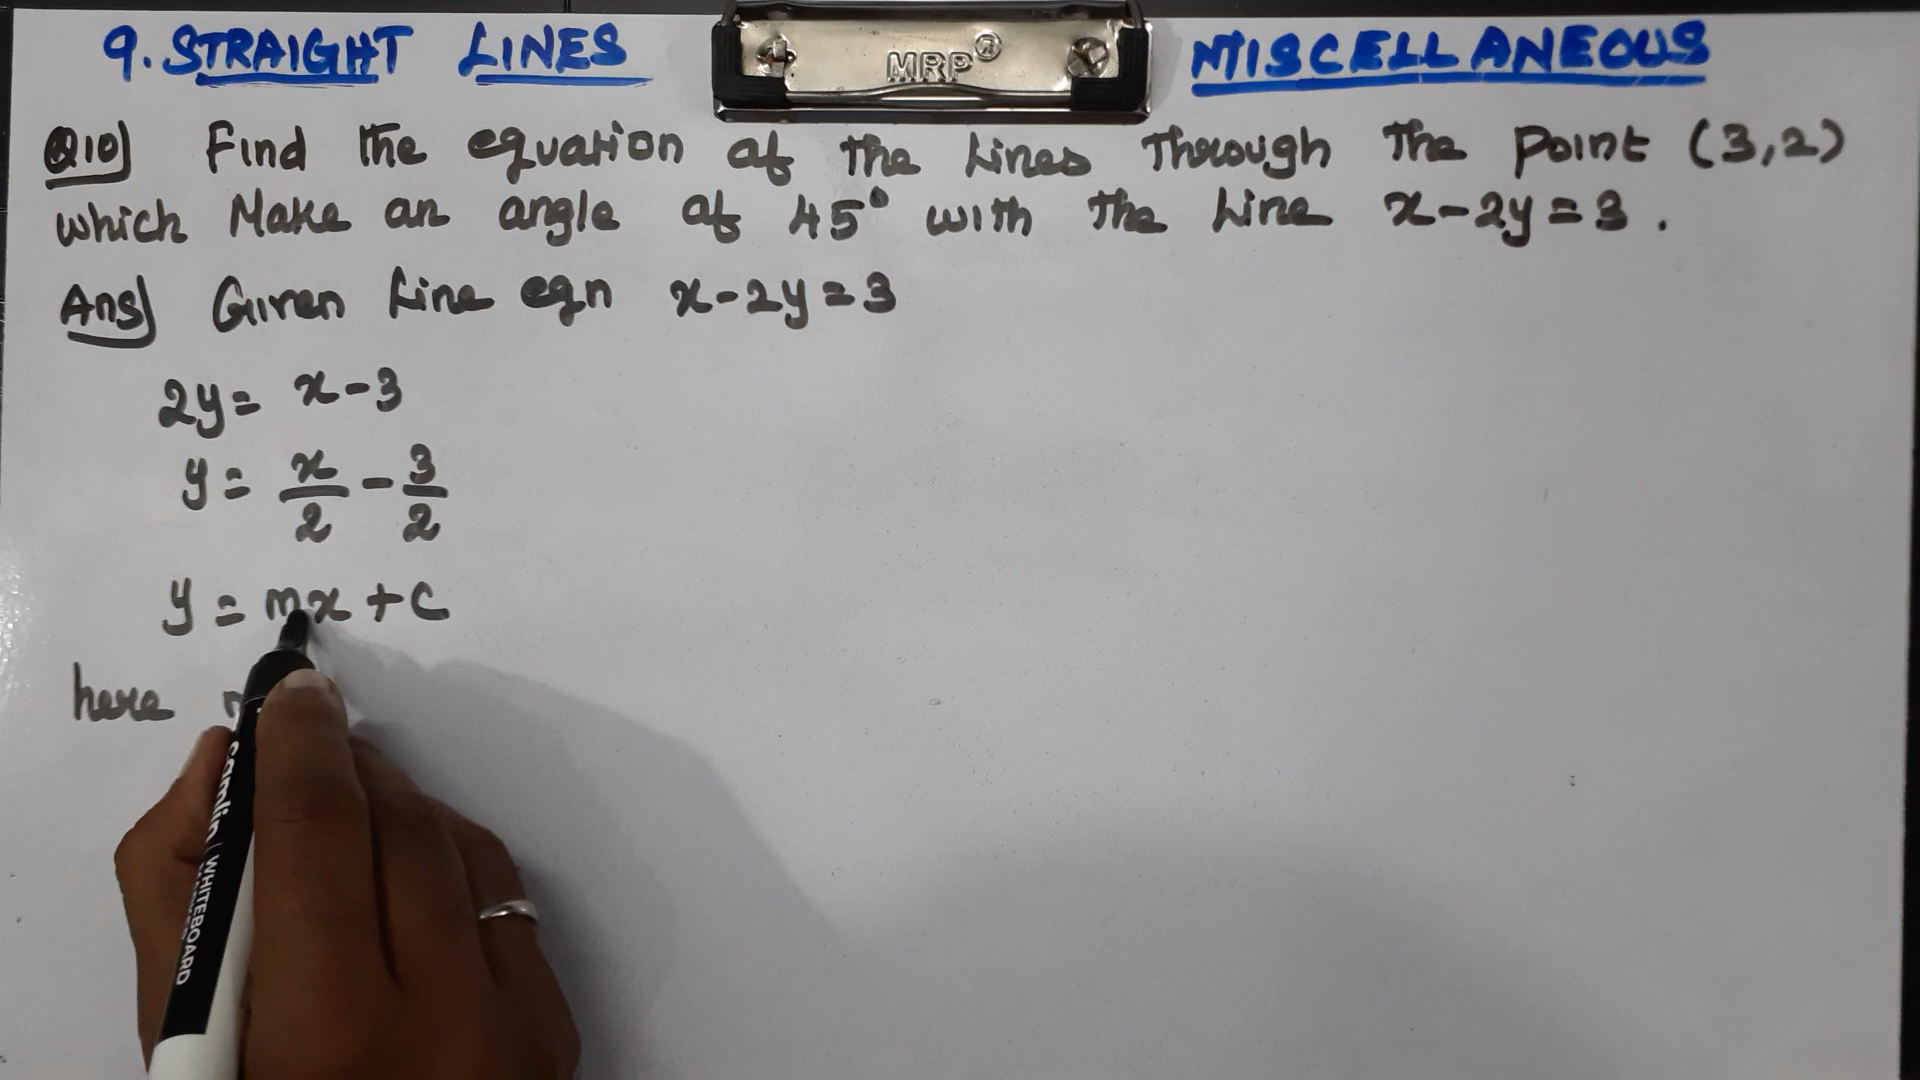 9. STRAIGHT LINES
MRP®
MISCELLANEOUS
Q10) Find the equation of the lines through the point (3,2)
which make an angle of 45° with the line x-2y=3.
Ans) Given line eqn x-2y=3
2y= x-3
y= x/2 - 3/2
y = mx + c
here
camlin | WHITEBOARD